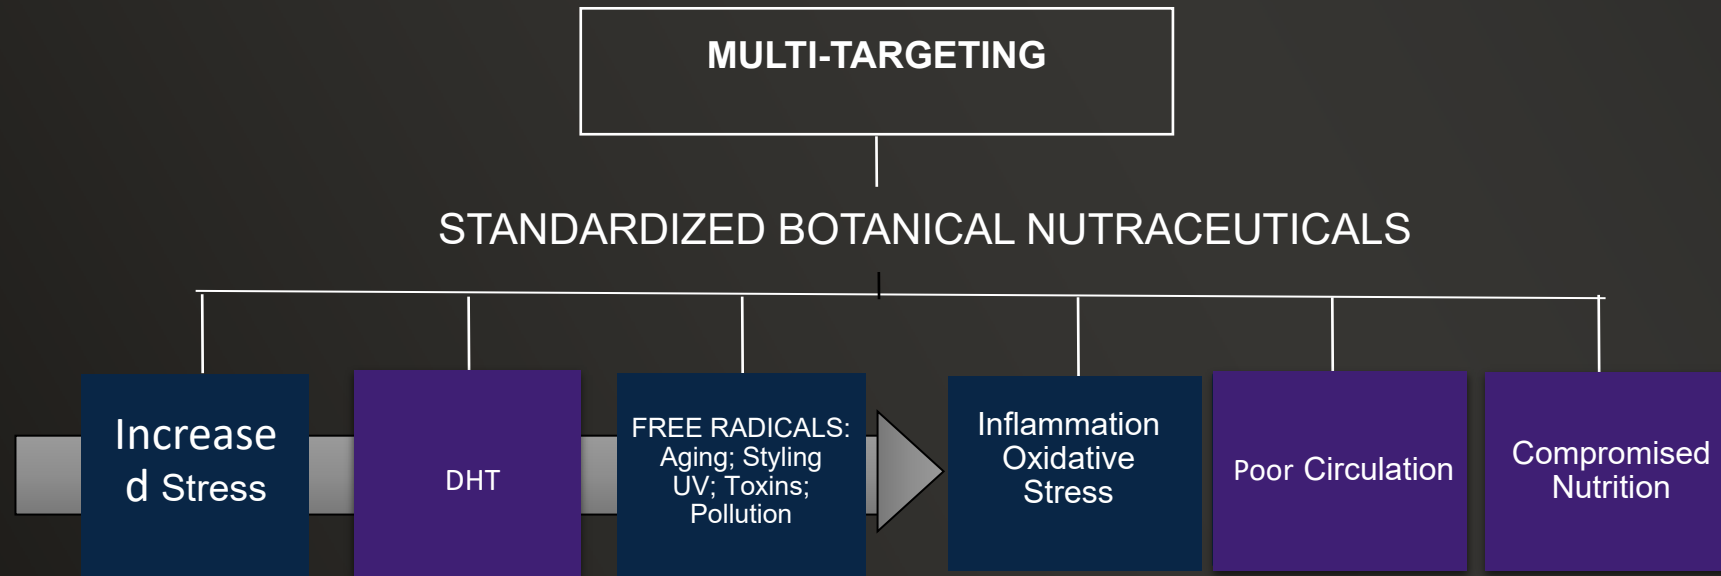 MULTI-TARGETING
STANDARDIZED BOTANICAL NUTRACEUTICALS
Increase
d Stress
DHT
FREE RADICALS:
Aging; Styling
UV; Toxins;
Pollution
Inflammation
Oxidative
Stress
Poor Circulation
Compromised
Nutrition